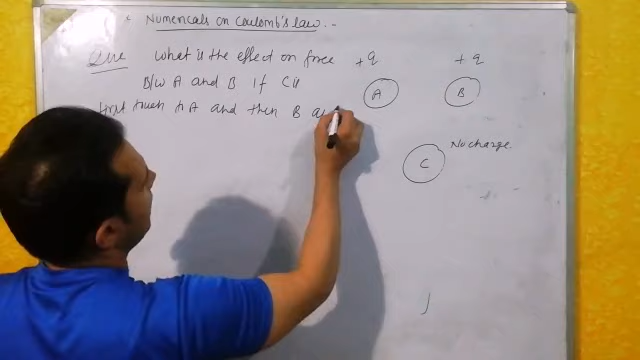 * Numericals on Coulomb's law :-
Que What is the effect on force
B/w A and B if C is
first touch to A and then B a
+q
+q
A
B
C
No charge